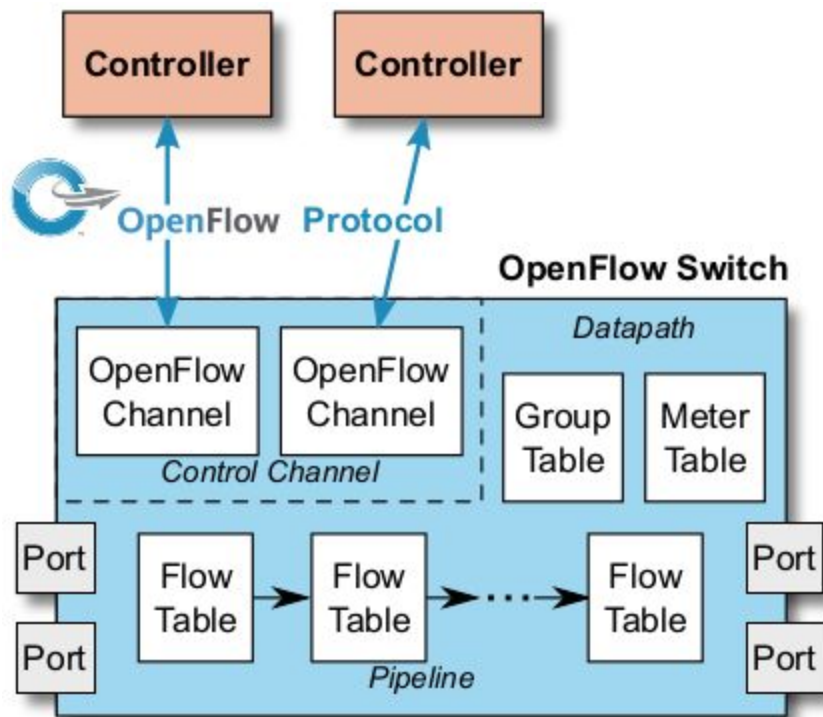 Controller
Controller
OpenFlow Protocol
OpenFlow Switch
Datapath
OpenFlow
Channel
OpenFlow
Channel
Control Channel
Group
Table
Meter
Table
Port
Port
Flow
Table
Flow
Table
...
Flow
Table
Port
Port
Pipeline